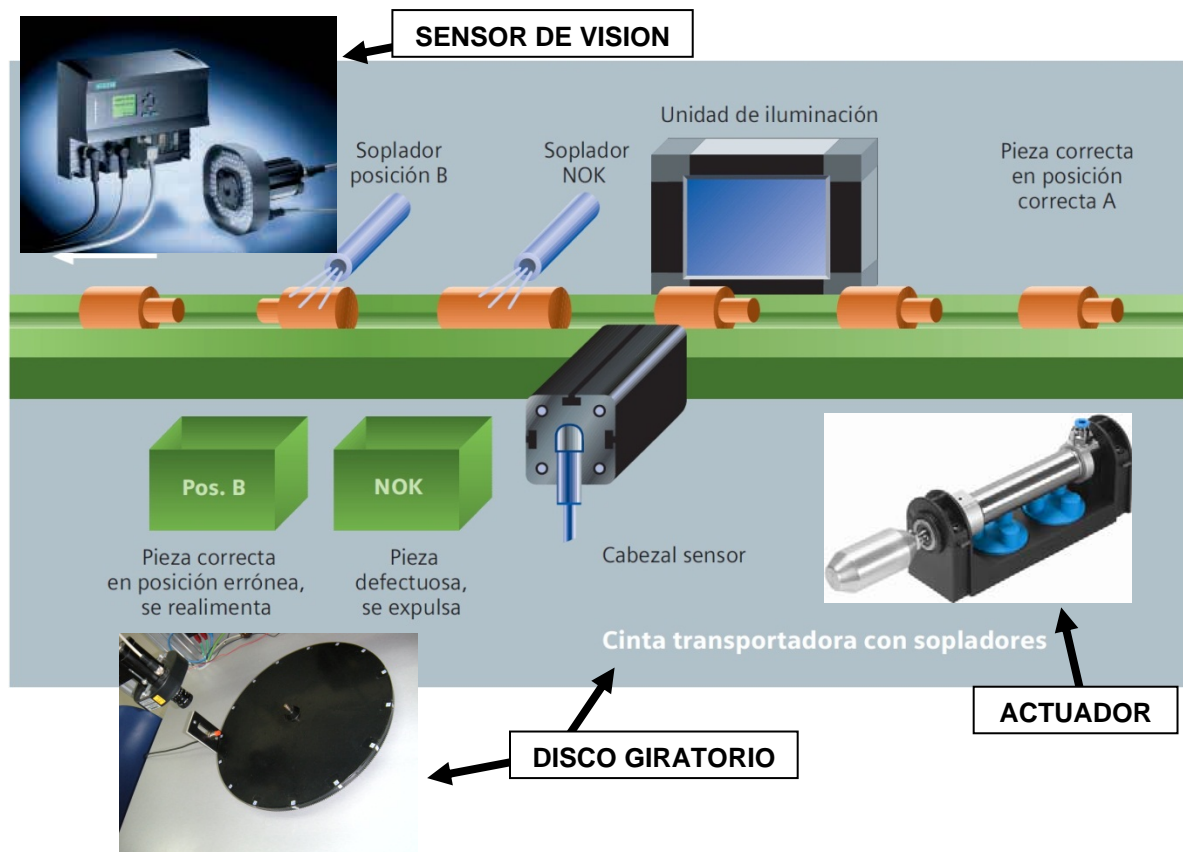 SENSOR DE VISION
Unidad de iluminación
Soplador
posición B
Soplador
NOK
Pieza correcta
en posición
correcta A
Pos. B
NOK
Pieza correcta
en posición errónea,
se realimenta
Pieza
defectuosa,
se expulsa
Cabezal sensor
Cinta transportadora con sopladores
ACTUADOR
DISCO GIRATORIO